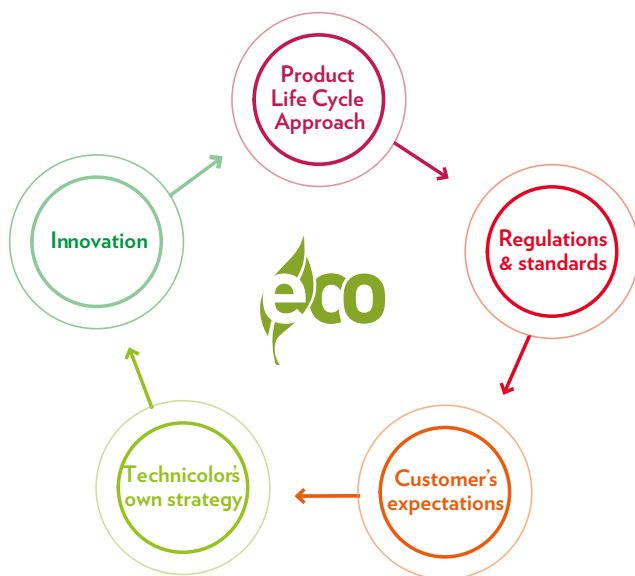 Product
Life Cycle
Approach
Innovation
Regulations
& standards
eco
Technicolor's
own strategy
Customer's
expectations